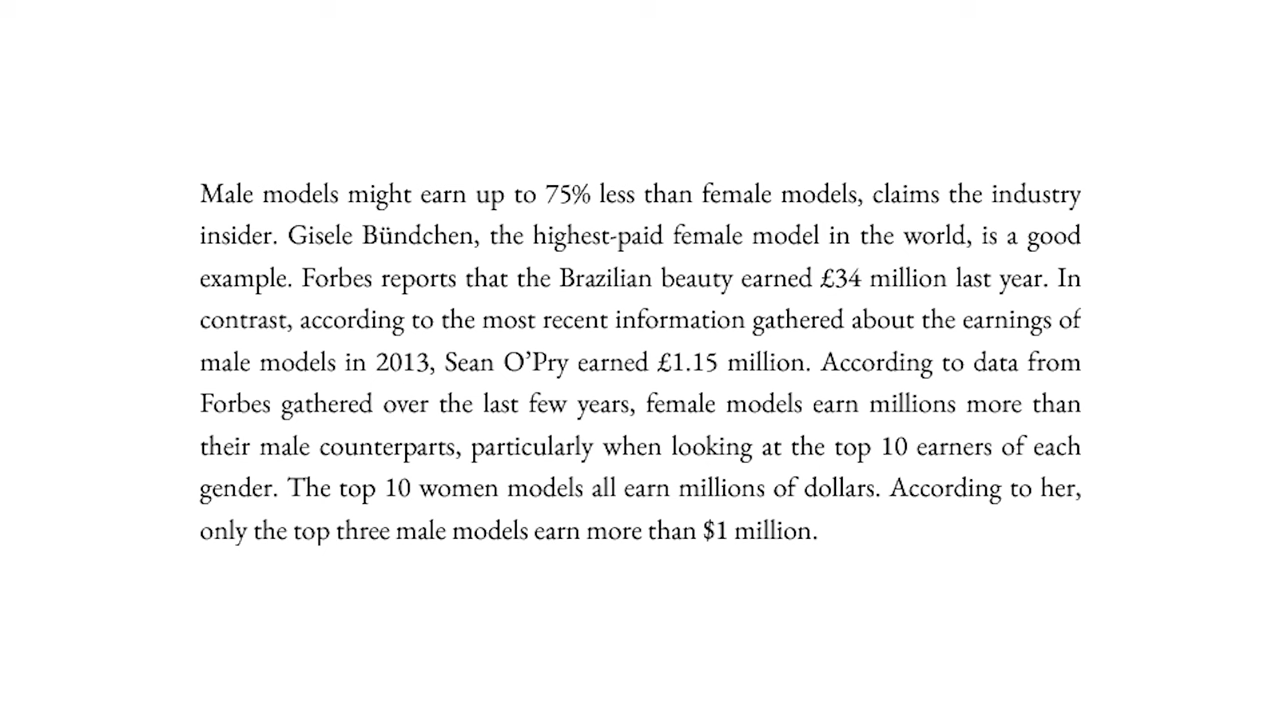 Male models might earn up to 75% less than female models, claims the industry
insider. Gisele Bündchen, the highest-paid female model in the world, is a good
example. Forbes reports that the Brazilian beauty earned £34 million last year. In
contrast, according to the most recent information gathered about the earnings of
male models in 2013, Sean O’Pry earned £1.15 million. According to data from
Forbes gathered over the last few years, female models earn millions more than
their male counterparts, particularly when looking at the top 10 earners of each
gender. The top 10 women models all earn millions of dollars. According to her,
only the top three male models earn more than $1 million.